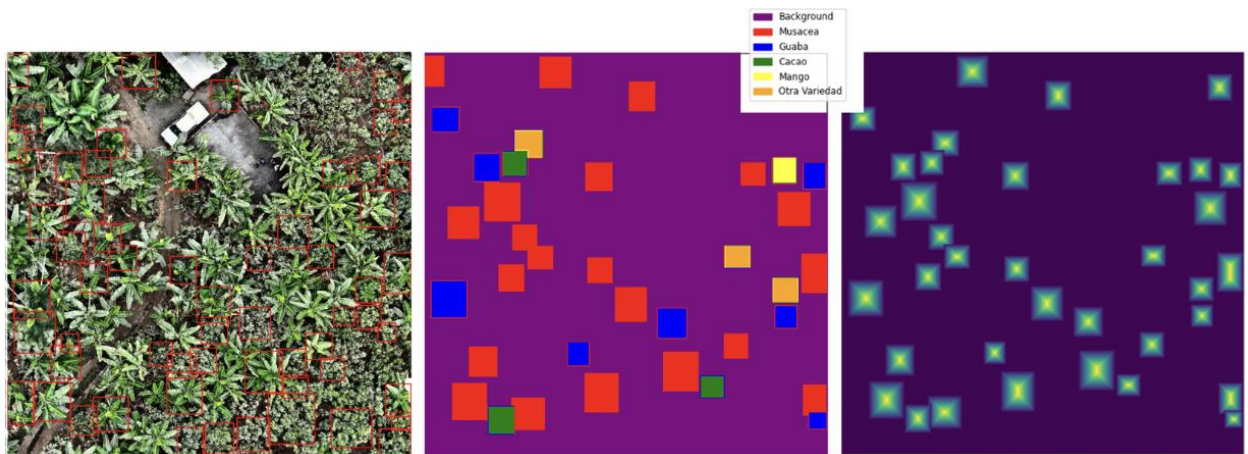 Background
Musacea
Guaba
Cacao
Mango
Otra Variedad